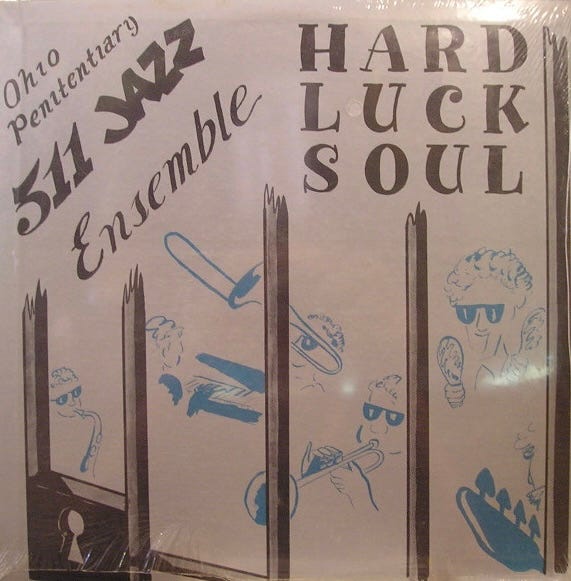 Ohio
Penitentiary
511 JAZZ
Ensemble
HARD
LUCK
SOUL